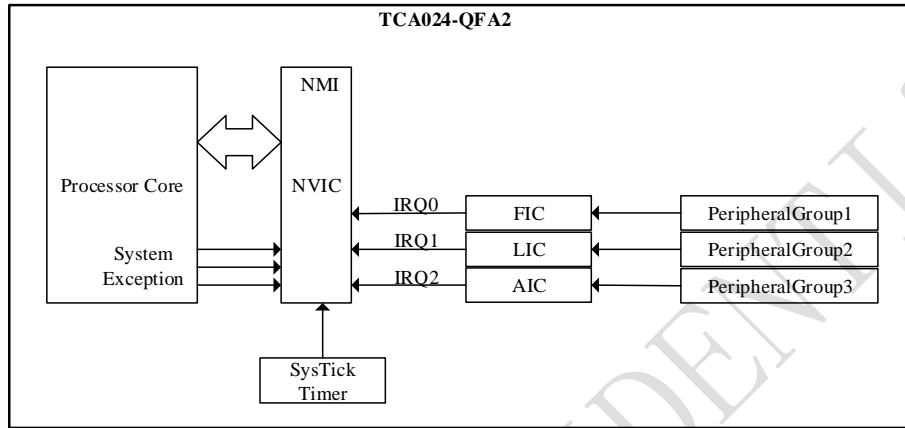 TCA024-QFA2
NMI
Processor Core
NVIC
IRQ0
FIC
PeripheralGroup1
System
Exception
IRQ1
LIC
PeripheralGroup2
IRQ2
AIC
PeripheralGroup3
SysTick
Timer